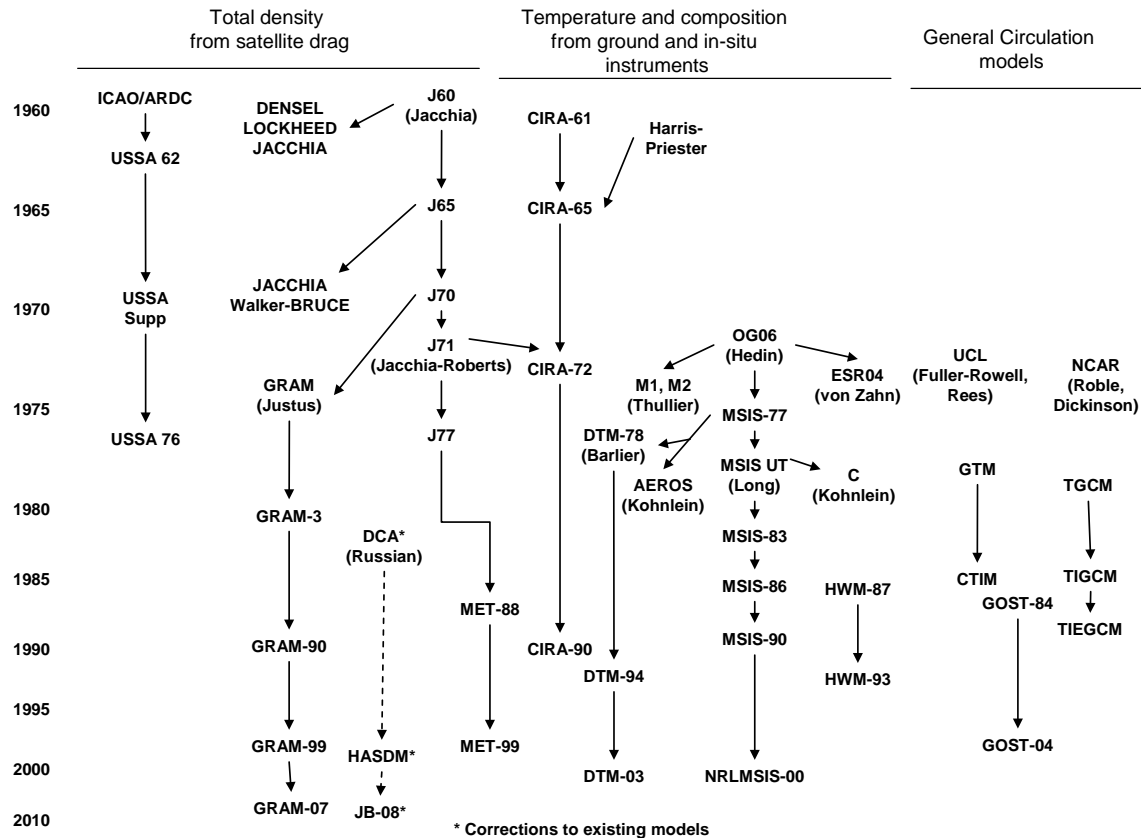 Total density
from satellite drag
Temperature and composition
from ground and in-situ
instruments
General Circulation
models
1960
1965
1970
1975
1980
1985
1990
1995
2000
2010
ICAO/ARDC
USSA 62
USSA
Supp
USSA 76
DENSEL
LOCKHEED
JACCHIA
J60
(Jacchia)
J65
JACCHIA
Walker-BRUCE
J70
J71
(Jacchia-Roberts)
GRAM
(Justus)
J77
GRAM-3
DCA*
(Russian)
MET-88
GRAM-90
GRAM-99
HASDM*
MET-99
GRAM-07
JB-08*
CIRA-61
Harris-
Priester
CIRA-65
CIRA-72
CIRA-90
OG06
(Hedin)
M1, M2
(Thullier)
ESR04
(von Zahn)
MSIS-77
DTM-78
(Barlier)
AEROS
(Kohnlein)
MSIS UT
(Long)
C
(Kohnlein)
MSIS-83
MSIS-86
HWM-87
MSIS-90
DTM-94
HWM-93
DTM-03
NRLMSIS-00
UCL
(Fuller-Rowell,
Rees)
NCAR
(Roble,
Dickinson)
GTM
TGCM
CTIM
TIGCM
GOST-84
TIEGCM
GOST-04
* Corrections to existing models